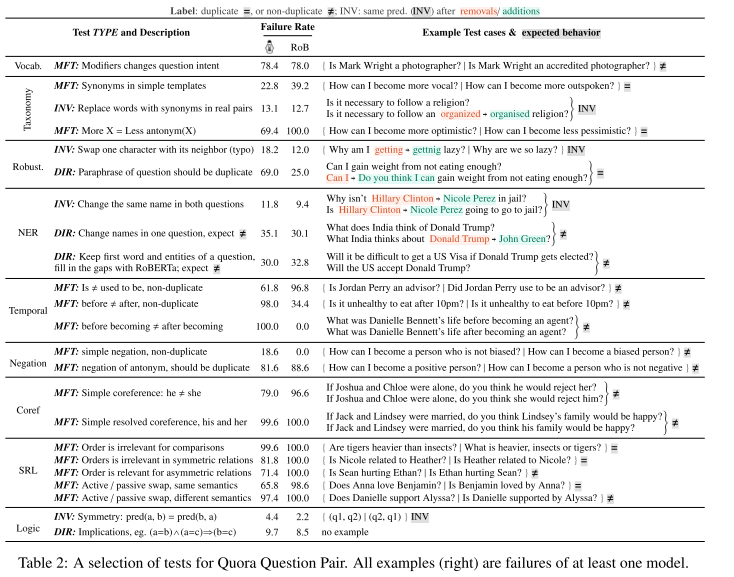 Label: duplicate =, or non-duplicate ≠; INV: same pred. (INV) after removals/ additions
Test TYPE and Description Failure Rate Example Test cases & expected behavior
RoB
Vocab. MFT: Modifiers changes question intent 78.4 78.0 { Is Mark Wright a photographer? | Is Mark Wright an accredited photographer? } ≠
Taxonomy
MFT: Synonyms in simple templates 22.8 39.2 { How can I become more vocal? | How can I become more outspoken? } =
INV: Replace words with synonyms in real pairs 13.1 12.7 Is it necessary to follow a religion?
Is it necessary to follow an organized → organised religion? } INV
MFT: More X = Less antonym(X) 69.4 100.0 { How can I become more optimistic? | How can I become less pessimistic? } =
Robust.
INV: Swap one character with its neighbor (typo) 18.2 12.0 { Why am I getting → gettnig lazy? | Why are we so lazy? } INV
DIR: Paraphrase of question should be duplicate 69.0 25.0 Can I gain weight from not eating enough?
Can I → Do you think I can gain weight from not eating enough? } =
NER
INV: Change the same name in both questions 11.8 9.4 Why isn't Hillary Clinton → Nicole Perez in jail?
Is Hillary Clinton → Nicole Perez going to go to jail? } INV
DIR: Change names in one question, expect ≠ 35.1 30.1 What does India think of Donald Trump?
What India thinks about Donald Trump → John Green? } ≠
DIR: Keep first word and entities of a question, fill in the gaps with RoBERTa; expect ≠ 30.0 32.8 Will it be difficult to get a US Visa if Donald Trump gets elected?
Will the US accept Donald Trump? } ≠
Temporal
MFT: Is ≠ used to be, non-duplicate 61.8 96.8 { Is Jordan Perry an advisor? | Did Jordan Perry use to be an advisor? } ≠
MFT: before ≠ after, non-duplicate 98.0 34.4 { Is it unhealthy to eat after 10pm? | Is it unhealthy to eat before 10pm? } ≠
MFT: before becoming ≠ after becoming 100.0 0.0 What was Danielle Bennett's life before becoming an agent?
What was Danielle Bennett's life after becoming an agent? } ≠
Negation
MFT: simple negation, non-duplicate 18.6 0.0 { How can I become a person who is not biased? | How can I become a biased person? } ≠
MFT: negation of antonym, should be duplicate 81.6 88.6 { How can I become a positive person? | How can I become a person who is not negative } ≠
Coref
MFT: Simple coreference: he ≠ she 79.0 96.6 If Joshua and Chloe were alone, do you think he would reject her?
If Joshua and Chloe were alone, do you think she would reject him? } ≠
MFT: Simple resolved coreference, his and her 99.6 100.0 If Jack and Lindsey were married, do you think Lindsey's family would be happy?
If Jack and Lindsey were married, do you think his family would be happy? } ≠
SRL
MFT: Order is irrelevant for comparisons 99.6 100.0 { Are tigers heavier than insects? | What is heavier, insects or tigers? } =
MFT: Orders is irrelevant in symmetric relations 81.8 100.0 { Is Nicole related to Heather? | Is Heather related to Nicole? } =
MFT: Order is relevant for asymmetric relations 71.4 100.0 { Is Sean hurting Ethan? | Is Ethan hurting Sean? } ≠
MFT: Active / passive swap, same semantics 65.8 98.6 { Does Anna love Benjamin? | Is Benjamin loved by Anna? } =
MFT: Active / passive swap, different semantics 97.4 100.0 { Does Danielle support Alyssa? | Is Danielle supported by Alyssa? } ≠
Logic
INV: Symmetry: pred(a, b) = pred(b, a) 4.4 2.2 { (q1, q2) | (q2, q1) } INV
DIR: Implications, eg. (a=b)∧(a=c)⇒(b=c) 9.7 8.5 no example
Table 2: A selection of tests for Quora Question Pair. All examples (right) are failures of at least one model.